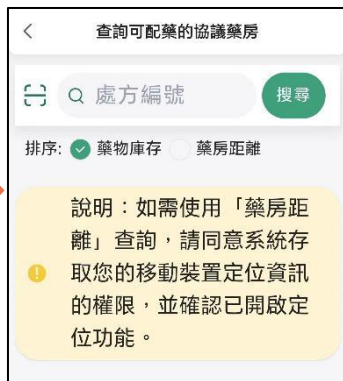 查詢可配藥的協議藥房
處方編號
搜尋
排序: 藥物庫存 藥房距離
說明：如需使用「藥房距
離」查詢，請同意系統存
取您的移動裝置定位資訊
的權限，並確認已開啟定
位功能。